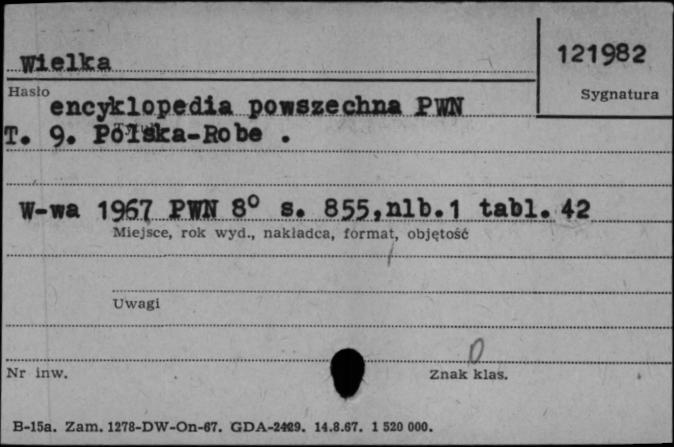 Wielka
121982
Hasło
Sygnatura
encyklopedia powszechna PWN
T. 9. Polska-Robe .
W-wa 1967 PWN 8° s. 855,nlb.1 tabl. 42
Miejsce, rok wyd., nakładca, format, objętość
Uwagi
0
Nr inw.
Znak klas.
B-15a. Zam. 1278-DW-On-67. GDA-2429. 14.8.67. 1 520 000.